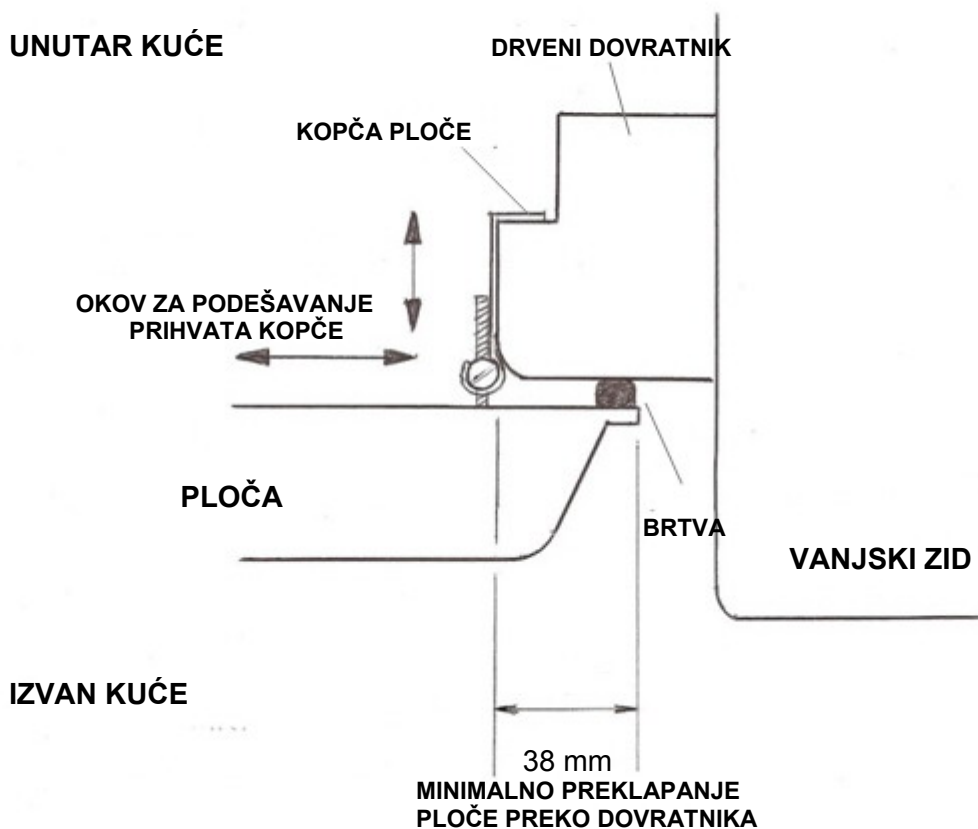 UNUTAR KUĆE
DRVENI DOVRATNIK
KOPČA PLOČE
OKOV ZA PODEŠAVANJE
PRIHVATA KOPČE
PLOČA
BRTVA
VANJSKI ZID
IZVAN KUĆE
38 mm
MINIMALNO PREKLAPANJE
PLOČE PREKO DOVRATNIKA